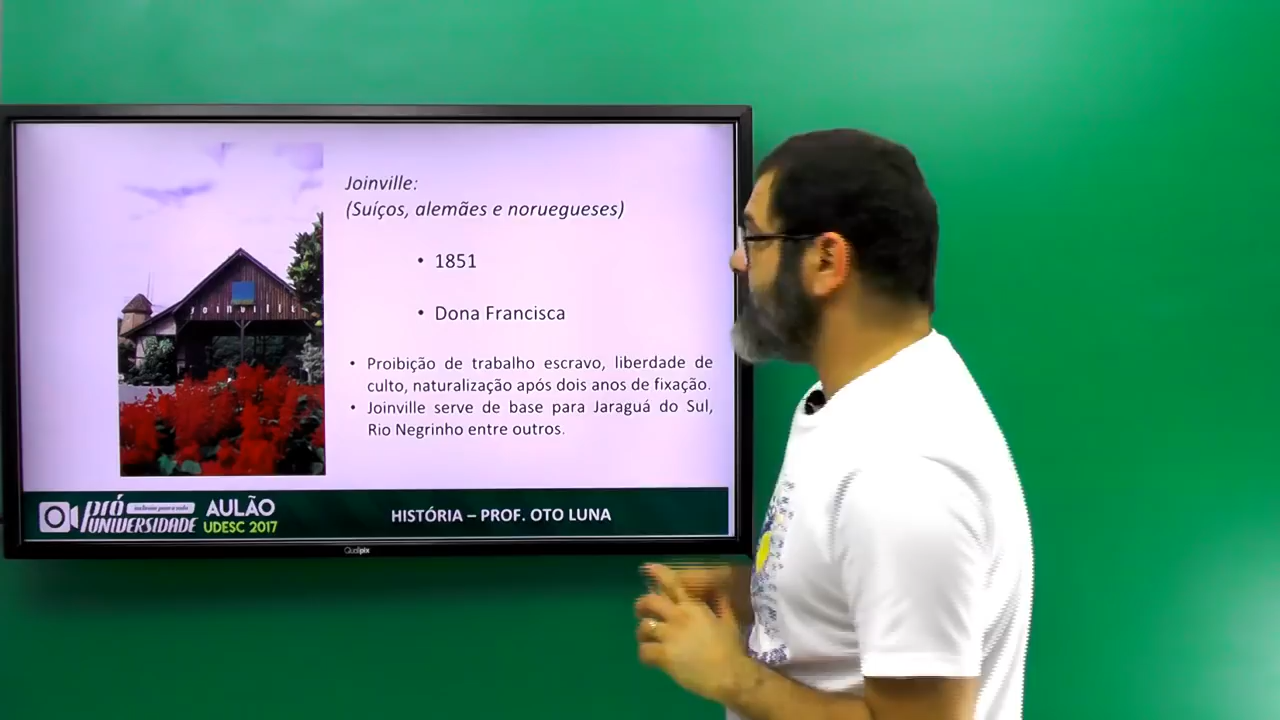 Joinville:
(Suíços, alemães e noruegueses)
• 1851
• Dona Francisca
• Proibição de trabalho escravo, liberdade de
culto, naturalização após dois anos de fixação.
• Joinville serve de base para Jaraguá do Sul,
Rio Negrinho entre outros.
joinville
pró
UNIVERSIDADE
AULÃO
UDESC 2017
HISTÓRIA – PROF. OTO LUNA
Qualipix